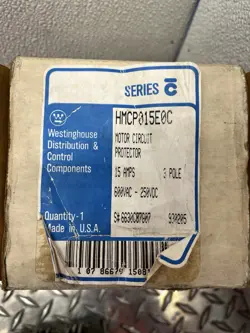 SERIES C
HMCP015E0C
Westinghouse
Distribution &
Control
Components
MOTOR CIRCUIT
PROTECTOR
15 AMPS 3 POLE
600VAC - 250VDC
Quantity-1
Made In U.S.A.
930205